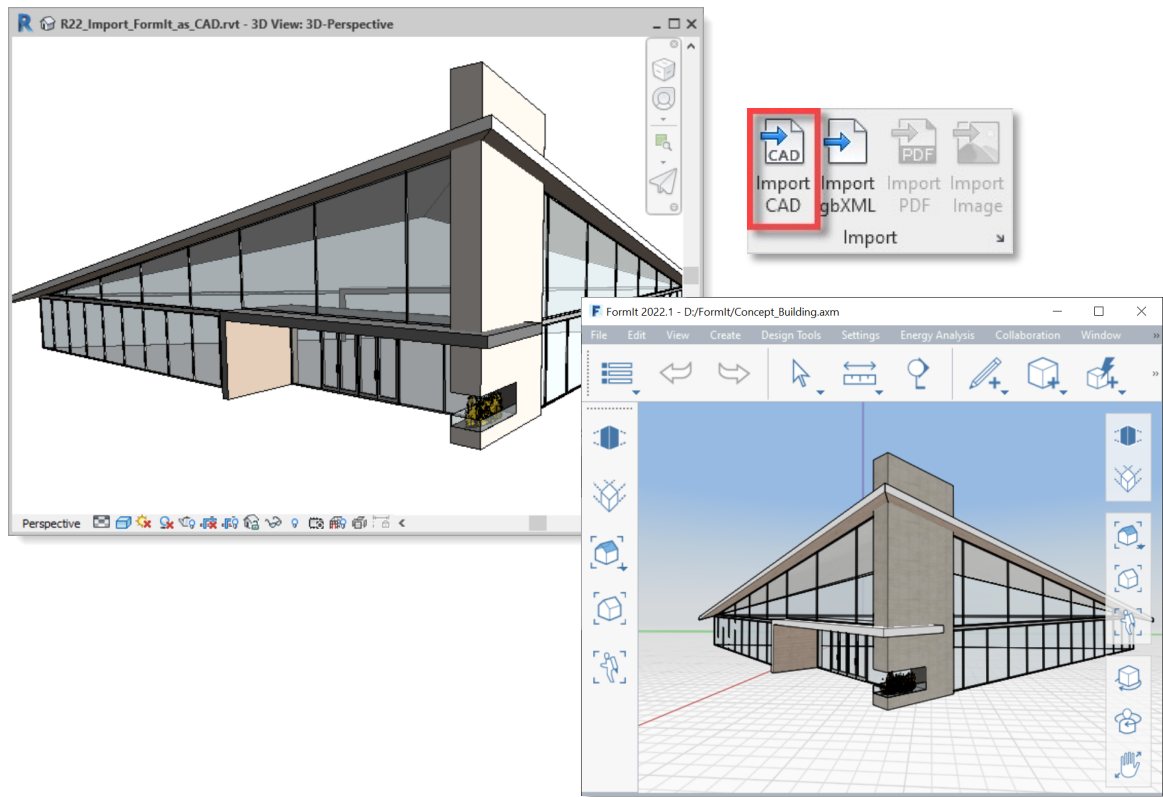 R R22_Import_FormIt_as_CAD.rvt - 3D View: 3D-Perspective
Perspective
CAD
PDF
Import Import Import Import
CAD gbXML PDF Image
Import
F FormIt 2022.1 - D:/FormIt/Concept_Building.axm
File Edit View Create Design Tools Settings Energy Analysis Collaboration Window »
»